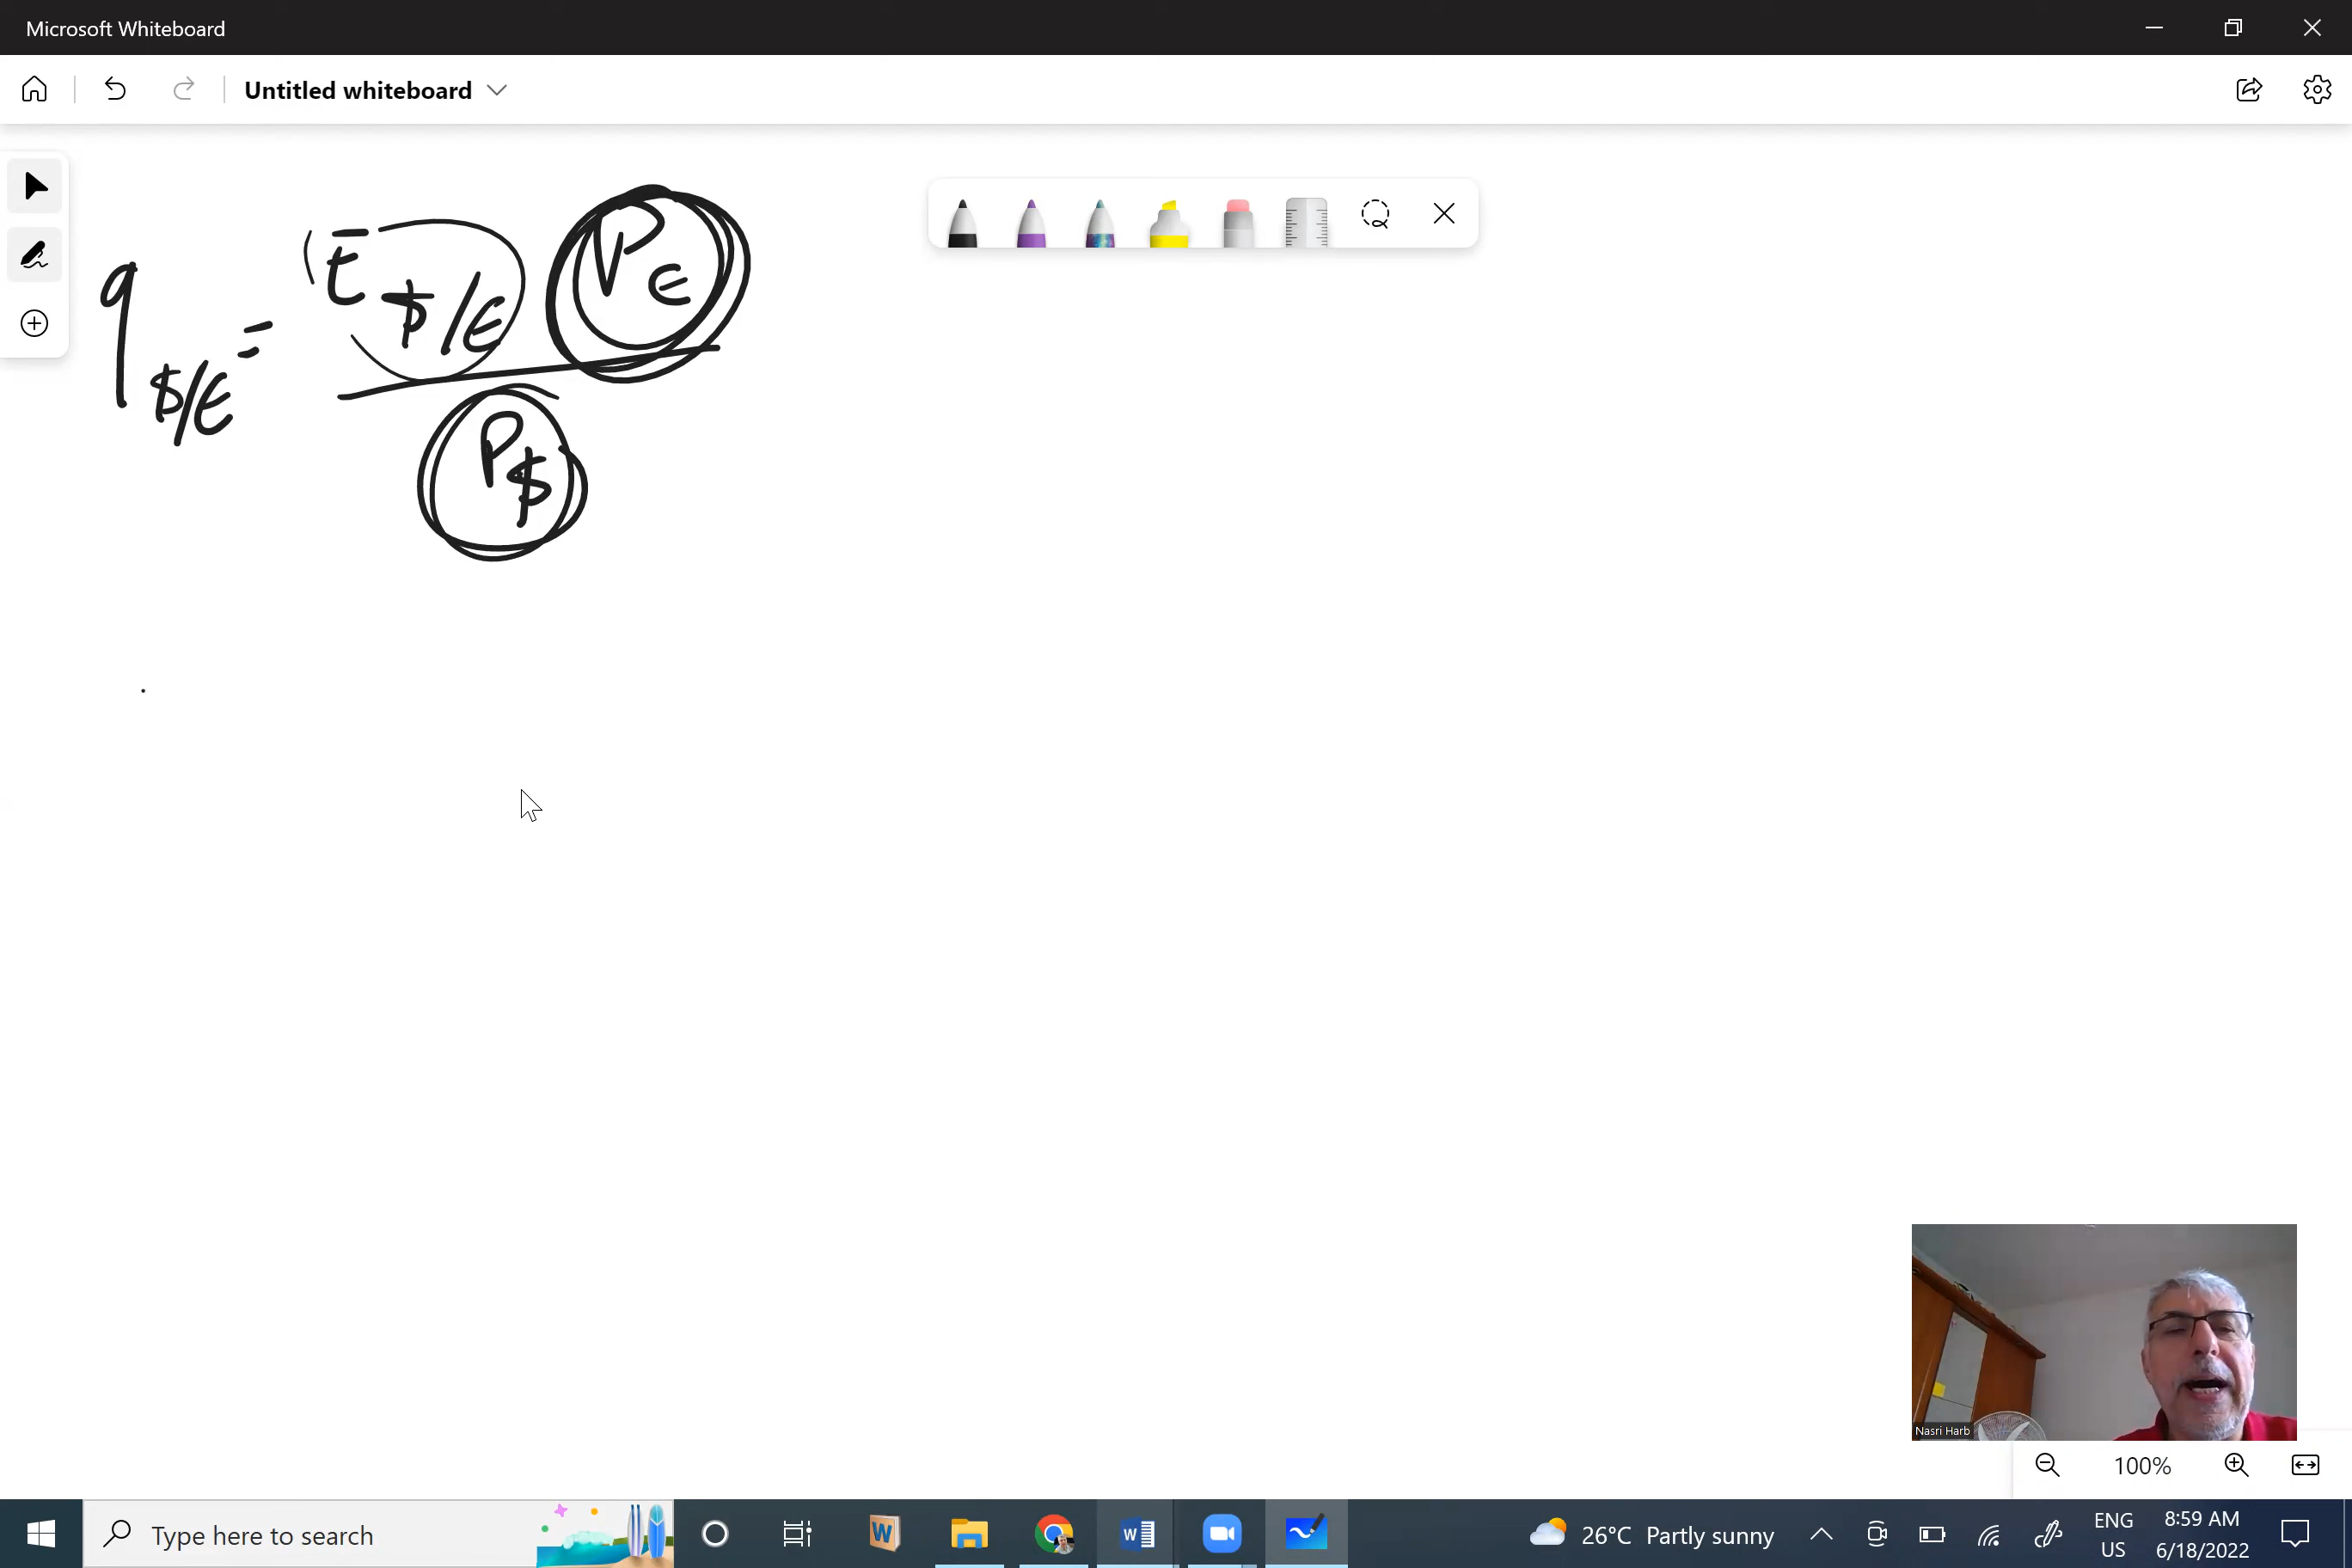 Microsoft Whiteboard
Untitled whiteboard
q $/€ = E $/€ P€
P$
Nasri Harb
100%
Type here to search
26°C Partly sunny
ENG
US
8:59 AM
6/18/2022